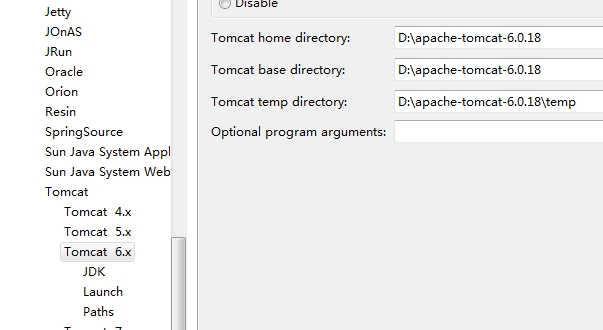 Jetty
JOnAS
JRun
Oracle
Orion
Resin
SpringSource
Sun Java System Appl
Sun Java System Web
Tomcat
Tomcat 4.x
Tomcat 5.x
Tomcat 6.x
JDK
Launch
Paths
Disable
Tomcat home directory: D:\apache-tomcat-6.0.18
Tomcat base directory: D:\apache-tomcat-6.0.18
Tomcat temp directory: D:\apache-tomcat-6.0.18\temp
Optional program arguments: